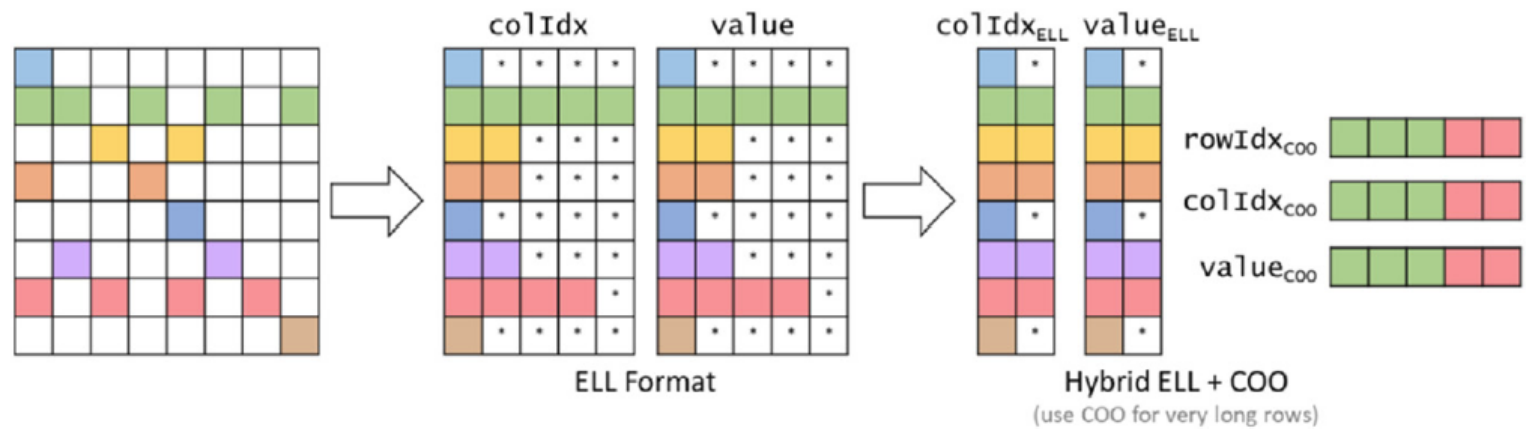 colIdx value
colIdxELL valueELL
* * * * * * * * * *
* * * * * *
* * * * * *
* * * * * * * * * *
* * * * * *
* *
* * * * * * * * * *
rowIdxCOO
colIdxCOO
valueCOO
ELL Format
Hybrid ELL + COO
(use COO for very long rows)